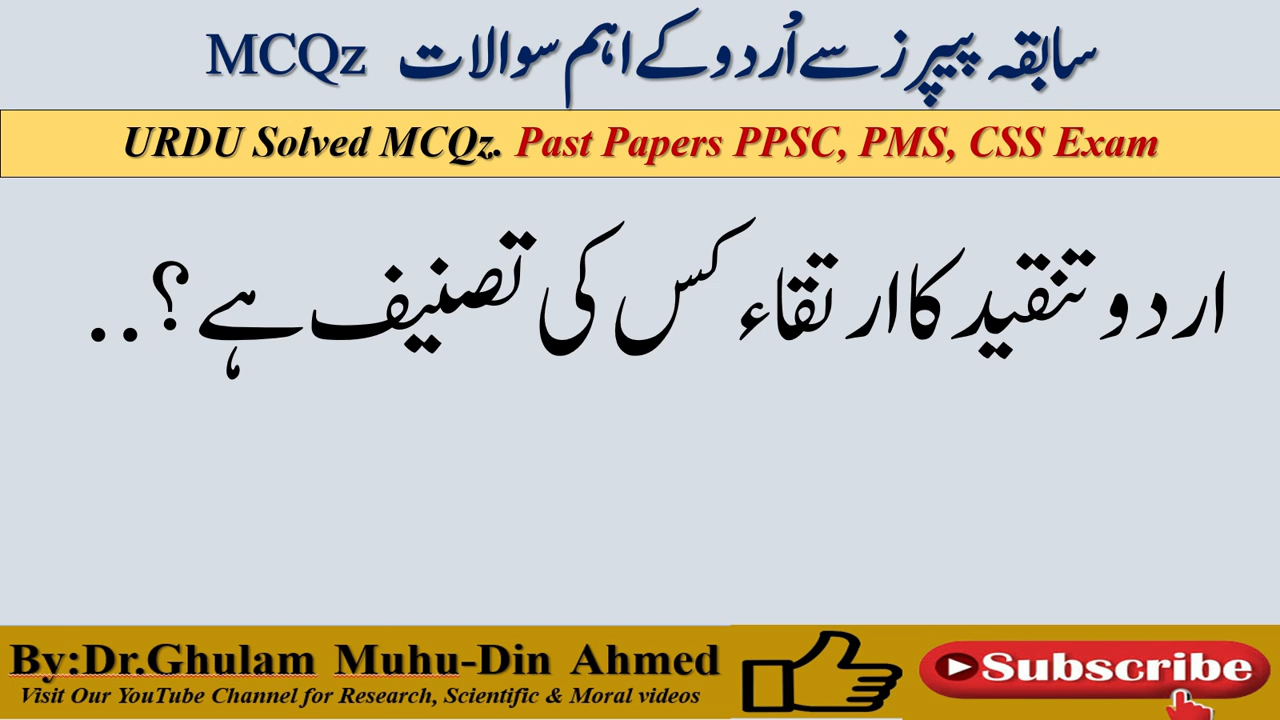 سابقہ پیپرز سے اُردو کے اہم سوالات MCQz
URDU Solved MCQz. Past Papers PPSC, PMS, CSS Exam
اردو تنقید کا ارتقاء کس کی تصنیف ہے؟..
By:Dr.Ghulam Muhu-Din Ahmed
Visit Our YouTube Channel for Research, Scientific & Moral videos
Subscribe